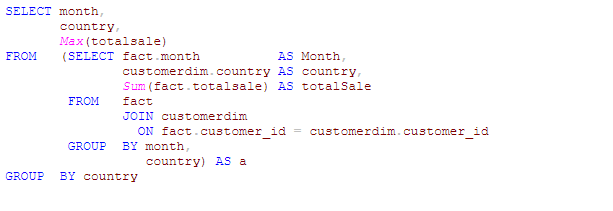 SELECT month,
country,
Max(totalsale)
FROM (SELECT fact.month AS Month,
customerdim.country AS country,
Sum(fact.totalsale) AS totalSale
FROM fact
JOIN customerdim
ON fact.customer_id = customerdim.customer_id
GROUP BY month,
country) AS a
GROUP BY country